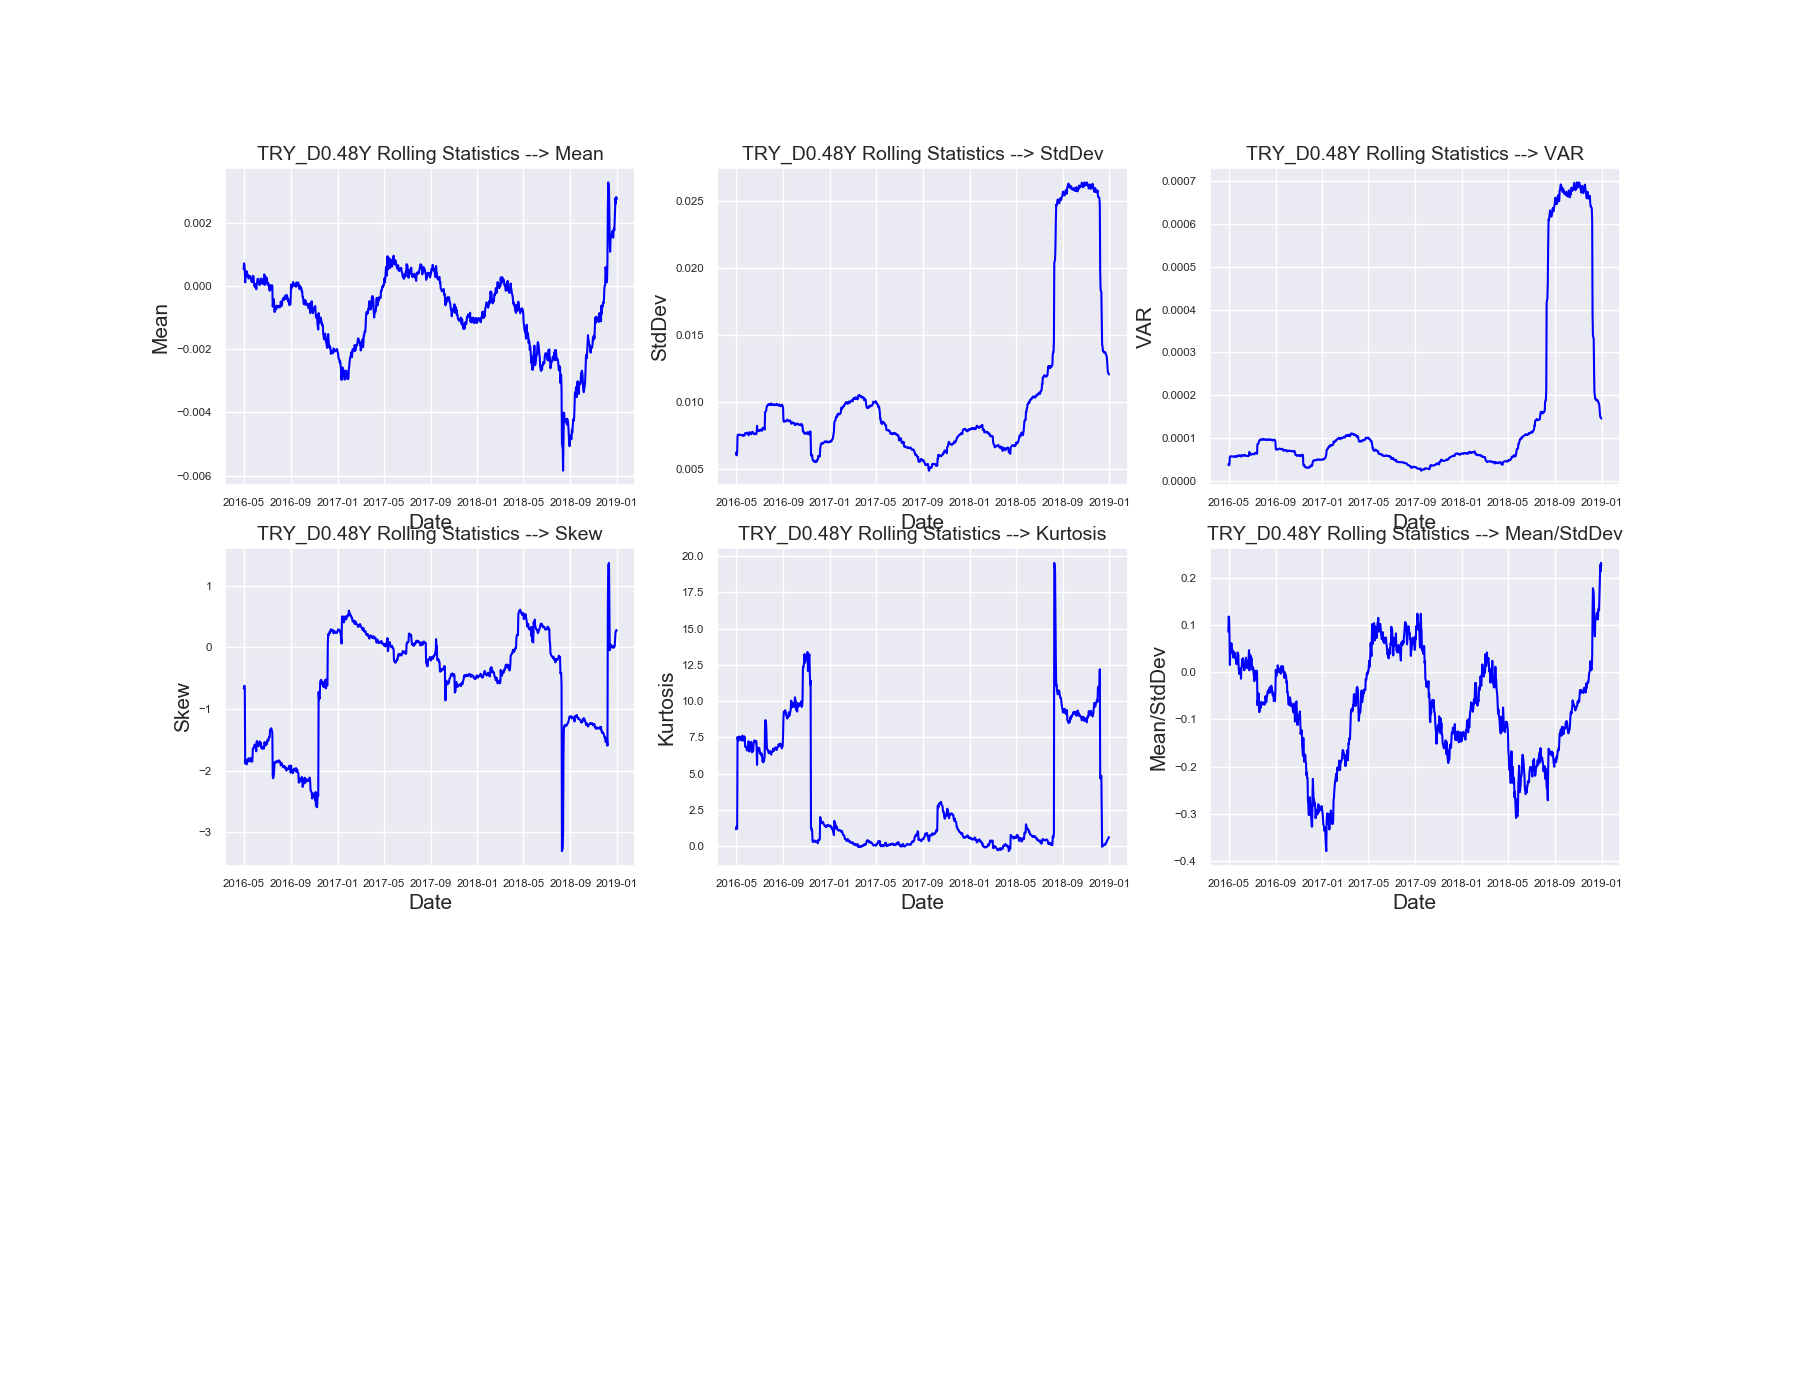 TRY_D0.48Y Rolling Statistics --> Mean
Mean
0.002
0.000
−0.002
−0.004
−0.006
2016-05 2016-09 2017-01 2017-05 2017-09 2018-01 2018-05 2018-09 2019-01
Date
TRY_D0.48Y Rolling Statistics --> StdDev
StdDev
0.025
0.020
0.015
0.010
0.005
2016-05 2016-09 2017-01 2017-05 2017-09 2018-01 2018-05 2018-09 2019-01
Date
TRY_D0.48Y Rolling Statistics --> VAR
VAR
0.0007
0.0006
0.0005
0.0004
0.0003
0.0002
0.0001
0.0000
2016-05 2016-09 2017-01 2017-05 2017-09 2018-01 2018-05 2018-09 2019-01
Date
TRY_D0.48Y Rolling Statistics --> Skew
Skew
1
0
−1
−2
−3
2016-05 2016-09 2017-01 2017-05 2017-09 2018-01 2018-05 2018-09 2019-01
Date
TRY_D0.48Y Rolling Statistics --> Kurtosis
Kurtosis
20.0
17.5
15.0
12.5
10.0
7.5
5.0
2.5
0.0
2016-05 2016-09 2017-01 2017-05 2017-09 2018-01 2018-05 2018-09 2019-01
Date
TRY_D0.48Y Rolling Statistics --> Mean/StdDev
Mean/StdDev
0.2
0.1
0.0
−0.1
−0.2
−0.3
−0.4
2016-05 2016-09 2017-01 2017-05 2017-09 2018-01 2018-05 2018-09 2019-01
Date